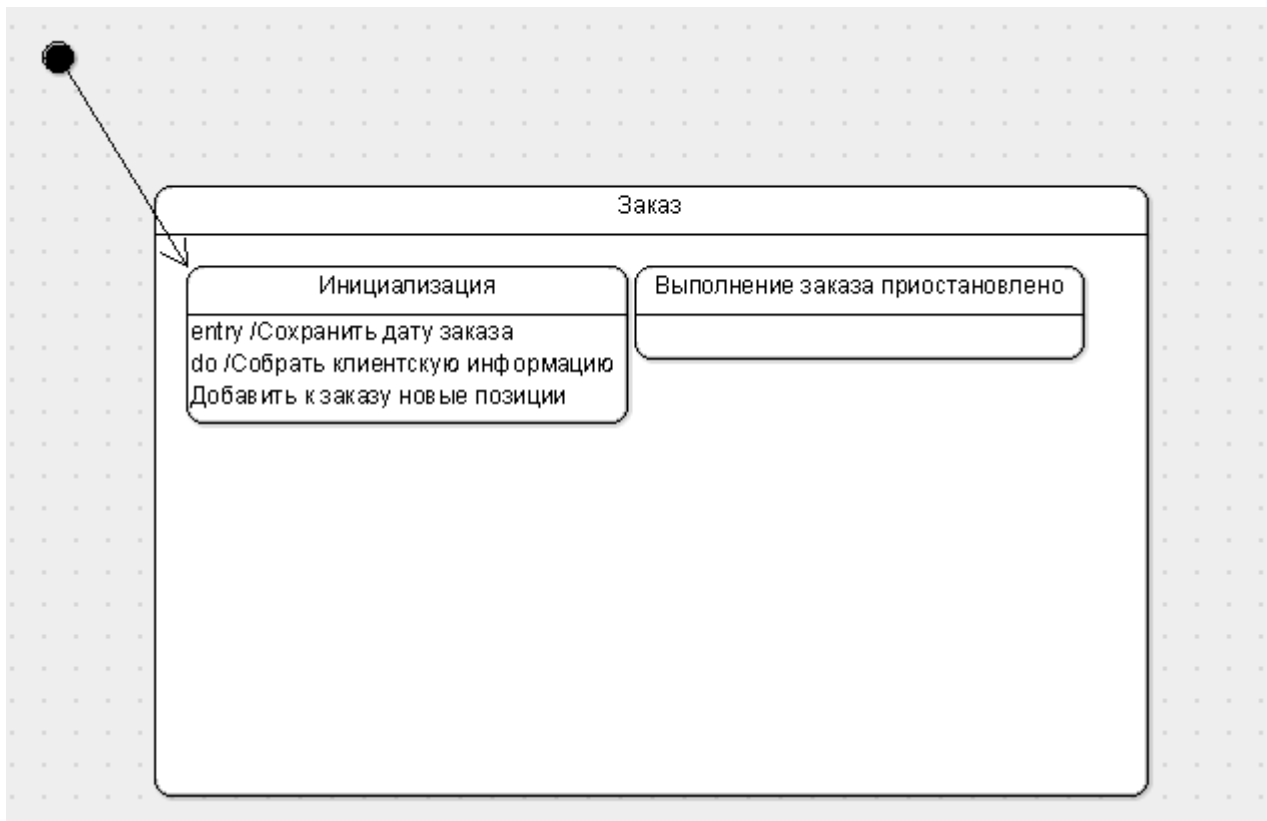 Заказ
Инициализация
entry /Сохранить дату заказа
do /Собрать клиентскую информацию
Добавить к заказу новые позиции
Выполнение заказа приостановлено